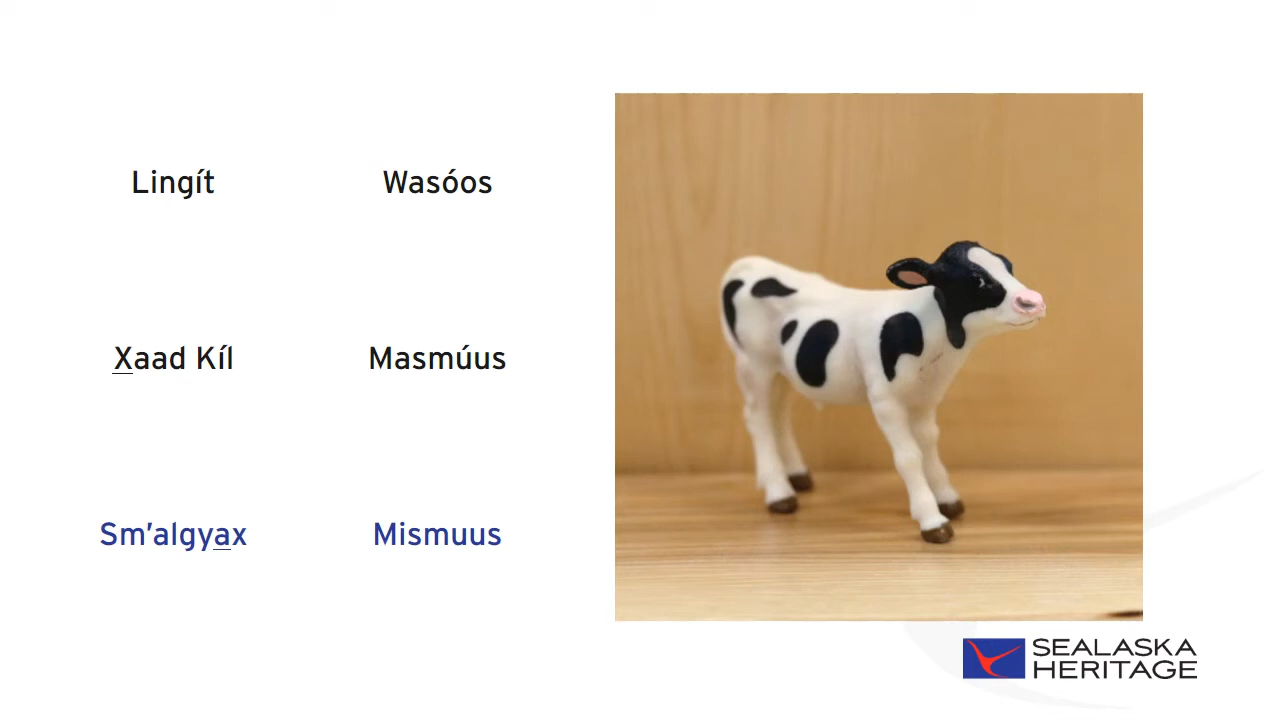 Lingít Wasóos
X̲aad Kíl Masmúus
Sm'algya̲x Mismuus
SEALASKA
HERITAGE